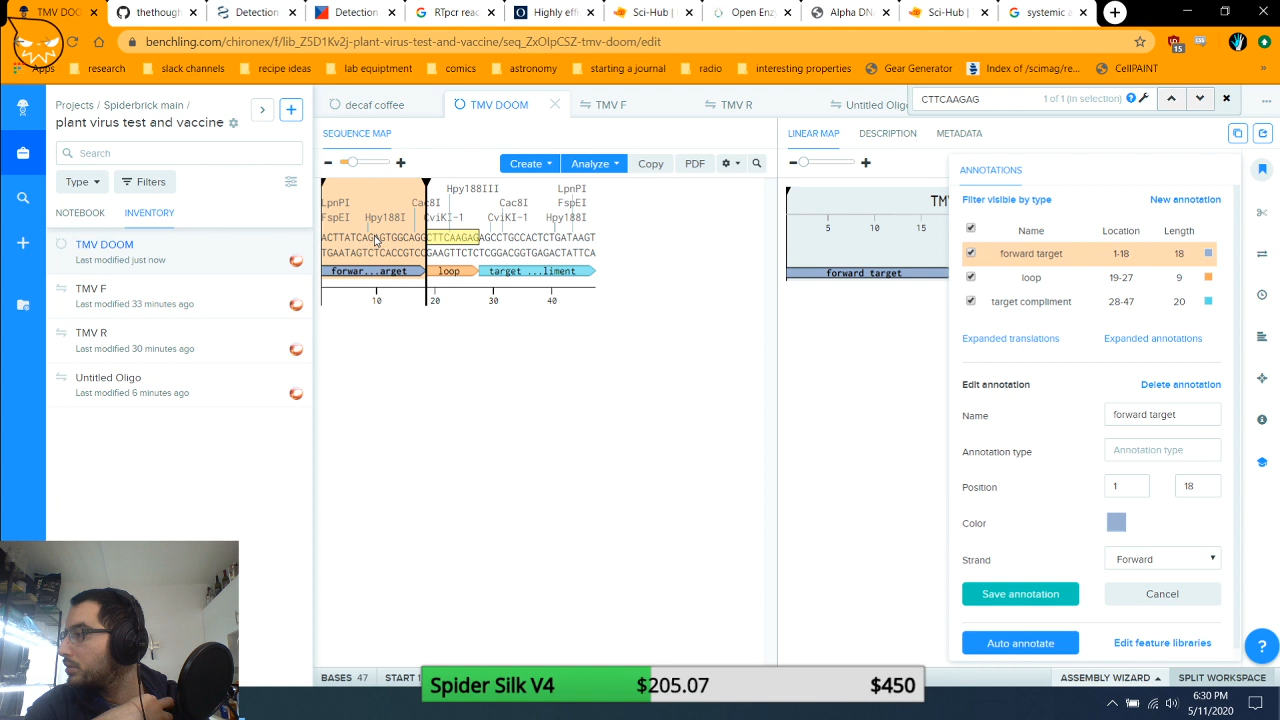 TMV DOOM
thethough
Detection
Detection
RTpcr reac
Highly effi
Sci-Hub |
Open Enz
Alpha DN
Sci-Hub |
systemic a
benchling.com/chironex/f/lib_Z5D1Kv2j-plant-virus-test-and-vaccine/seq_ZxOIpCSZ-tmv-doom/edit
15
Apps
research
slack channels
recipe ideas
lab equiptment
comics
astronomy
starting a journal
radio
interesting properties
Gear Generator
Index of /scimag/re...
CellPAINT
Projects / Spiderbrick main /
plant virus test and vaccine
Search
Type
Filters
NOTEBOOK
INVENTORY
TMV DOOM
Last modified just now
TMV F
Last modified 33 minutes ago
TMV R
Last modified 30 minutes ago
Untitled Oligo
Last modified 6 minutes ago
decaf coffee
TMV DOOM
TMV F
TMV R
Untitled Olig
CTTCAAGAG
1 of 1 (in selection)
SEQUENCE MAP
Create
Analyze
Copy
PDF
Hpy188III LpnPI
LpnPI Cac8I Cac8I FspEI
FspEI Hpy188I CviKI-1 CviKI-1 Hpy188I
ACTTATCAGAGTGGCAGGCTTCAAGAGAGCCTGCCACTCTGATAAGT
TGAATAGTCTCACCGTCCGAAGTTCTCTCGGACGGTGAGACTATTCA
forwar...arget loop target ...liment
10 20 30 40
LINEAR MAP
DESCRIPTION
METADATA
TM
5 10 15
forward target
ANNOTATIONS
Filter visible by type
New annotation
Name Location Length
forward target 1-18 18
loop 19-27 9
target compliment 28-47 20
Expanded translations
Expanded annotations
Edit annotation
Delete annotation
Name
forward target
Annotation type
Annotation type
Position
1
18
Color
Strand
Forward
Save annotation
Cancel
Auto annotate
Edit feature libraries
BASES 47
START 1
ASSEMBLY WIZARD
SPLIT WORKSPACE
Spider Silk V4
$205.07
$450
6:30 PM
5/11/2020